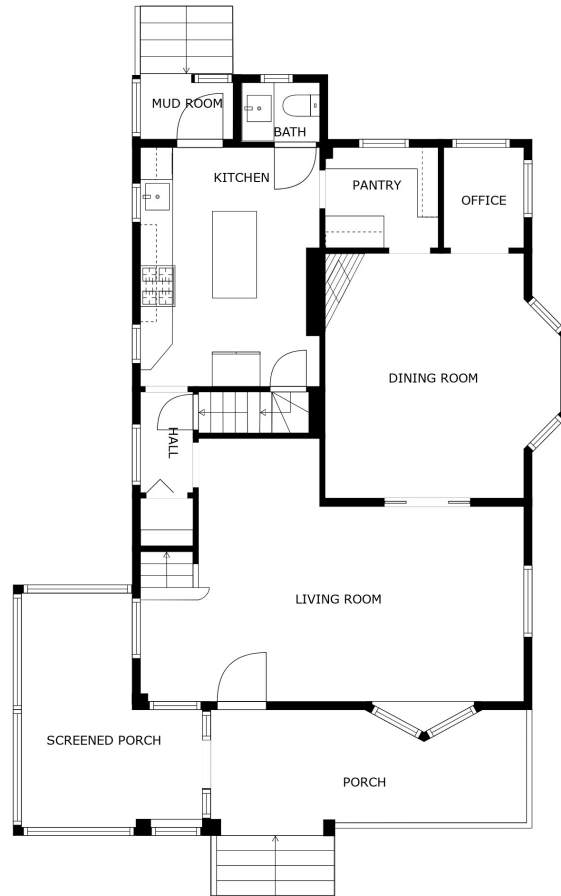 MUD ROOM
BATH
KITCHEN
PANTRY
OFFICE
DINING ROOM
HALL
LIVING ROOM
SCREENED PORCH
PORCH